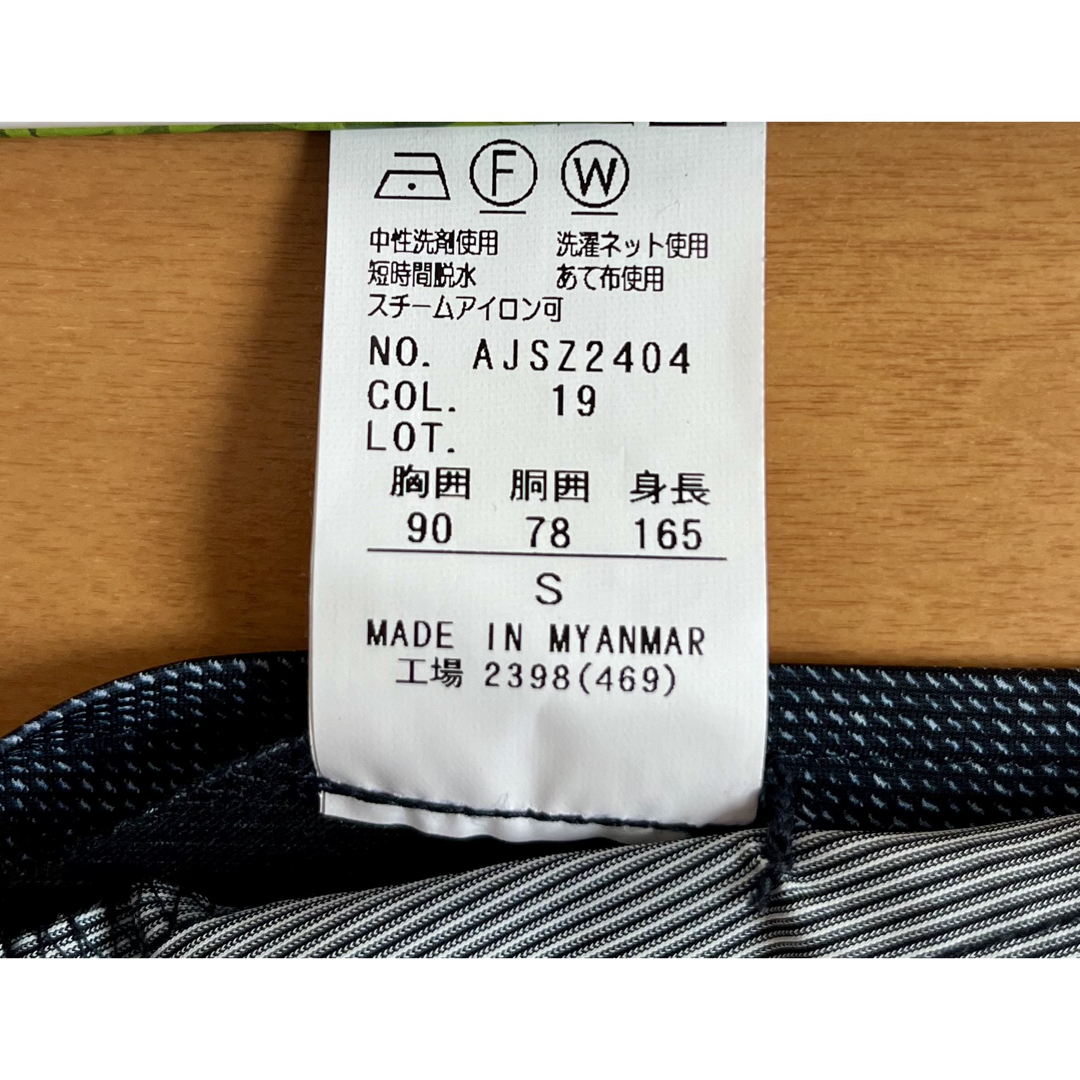 F W
中性洗剤使用 洗濯ネット使用
短時間脱水 あて布使用
スチームアイロン可
NO. AJSZ2404
COL. 19
LOT.
胸囲 胴囲 身長
90 78 165
S
MADE IN MYANMAR
工場 2398(469)